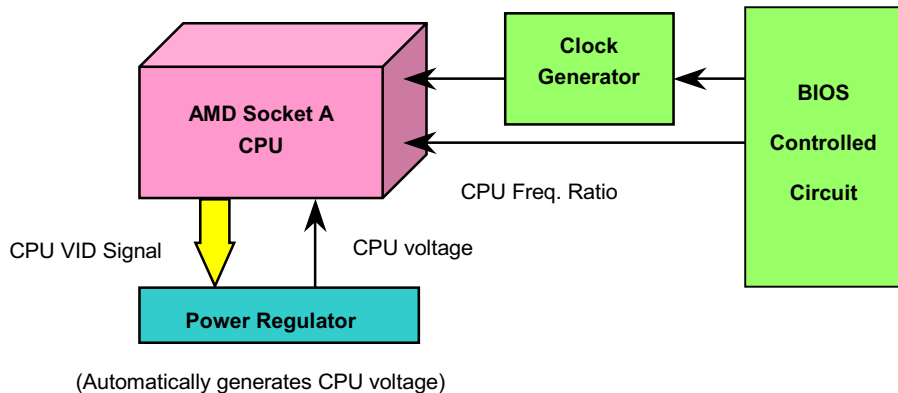 Clock
Generator
BIOS
Controlled
Circuit
AMD Socket A
CPU
CPU Freq. Ratio
CPU VID Signal
CPU voltage
Power Regulator
(Automatically generates CPU voltage)